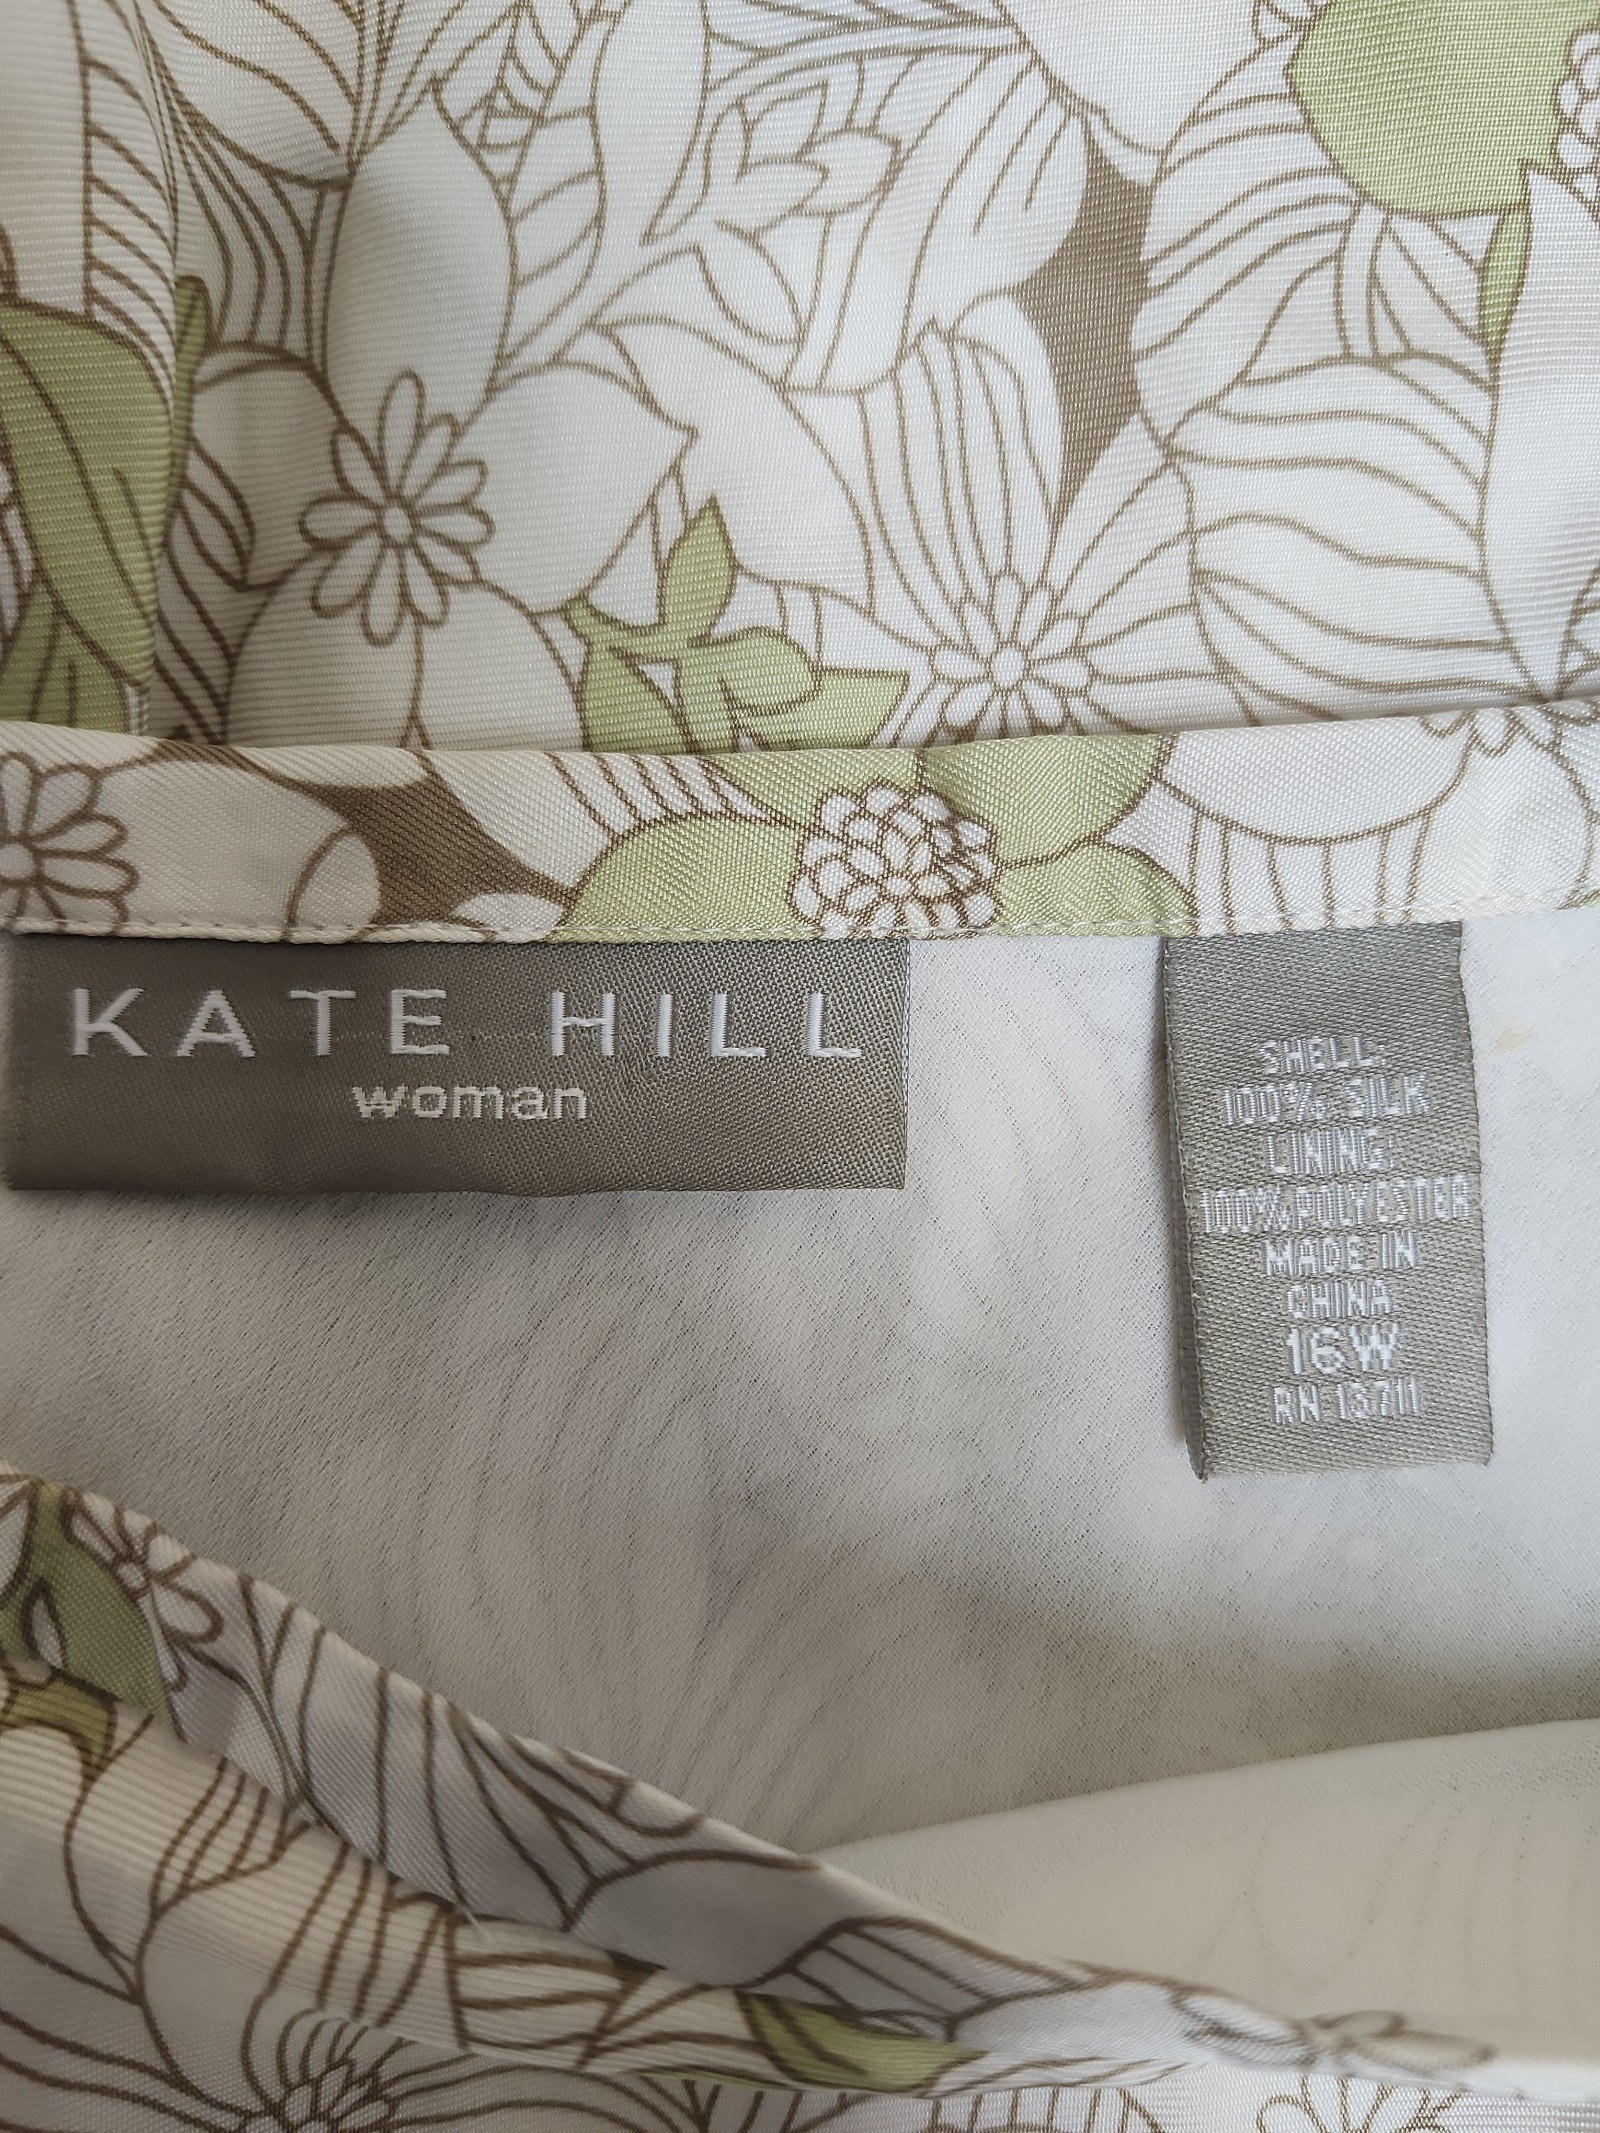 KATE HILL
woman
SHELL:
100% SILK
LINING:
100% POLYESTER
MADE IN
CHINA
16W
RN 13711